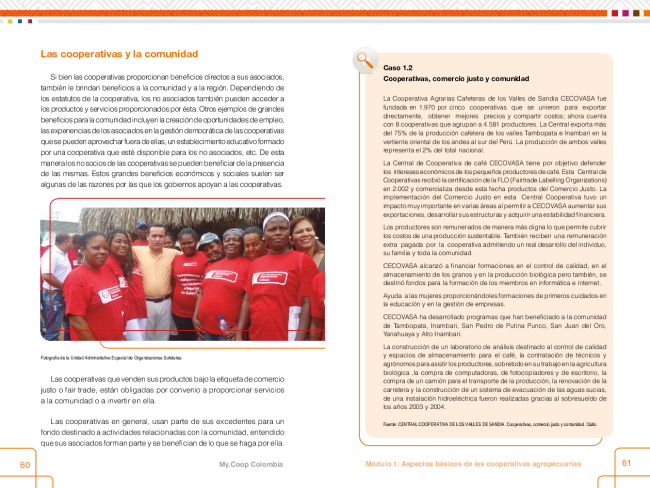 Las cooperativas y la comunidad
Si bien las cooperativas proporcionan beneficios directos a sus asociados,
también le brindan beneficios a la comunidad y a la región. Dependiendo de
los estatutos de la cooperativa, los no asociados también pueden acceder a
los productos y servicios proporcionados por ésta. Otros ejemplos de grandes
beneficios para la comunidad incluyen la creación de oportunidades de empleo,
las experiencias de los asociados en la gestión democrática de las cooperativas
que se pueden aprovechar fuera de ellas, un establecimiento educativo formado
por una cooperativa que esté disponible para los no asociados, etc. De esta
manera los no socios de las cooperativas se pueden beneficiar de la presencia
de las mismas. Estos grandes beneficios económicos y sociales suelen ser
algunas de las razones por las que los gobiernos apoyan a las cooperativas.
Fotografía de la Unidad Administrativa Especial de Organizaciones Solidarias
Las cooperativas que venden sus productos bajo la etiqueta de comercio
justo o fair trade, están obligadas por convenio a proporcionar servicios
a la comunidad o a invertir en ella.
Las cooperativas en general, usan parte de sus excedentes para un
fondo destinado a actividades relacionadas con la comunidad, entendido
que sus asociados forman parte y se benefician de lo que se haga por ella.
60
My.Coop Colombia
Caso 1.2
Cooperativas, comercio justo y comunidad
La Cooperativa Agrarias Cafeteras de los Valles de Sandia CECOVASA fue
fundada en 1.970 por cinco cooperativas que se unieron para exportar
directamente, obtener mejores precios y compartir costos; ahora cuenta
con 8 cooperativas que agrupan a 4.581 productores. La Central exporta más
del 75% de la producción cafetera de los valles Tambopata e Inambari en la
vertiente oriental de los andes al sur del Perú. La producción de ambos valles
representa el 2% del total nacional.
La Central de Cooperativa de café CECOVASA tiene por objetivo defender
los intereses económicos de los pequeños productores de café. Esta Central de
Cooperativas recibió la certificación de la FLO (Fairtrade Labelling Organizations)
en 2.002 y comercializa desde esta fecha productos del Comercio Justo. La
implementación del Comercio Justo en esta Central Cooperativa tuvo un
impacto muy importante en varias áreas al permitir a CECOVASA aumentar sus
exportaciones, desarrollar sus estructuras y adquirir una estabilidad financiera.
Los productores son remunerados de manera más digna lo que permite cubrir
los costos de una producción sustentable. También reciben una remuneración
extra pagada por la cooperativa admitiendo un real desarrollo del individuo,
su familia y toda la comunidad.
CECOVASA alcanzó a financiar formaciones en el control de calidad, en el
almacenamiento de los granos y en la producción biológica pero también, se
destinó fondos para la formación de los miembros en informática e internet.
Ayuda a las mujeres proporcionándoles formaciones de primeros cuidados en
la educación y en la gestión de empresas.
CECOVASA ha desarrollado programas que han beneficiado a la comunidad
de Tambopata, Inambari, San Pedro de Putina Punco, San Juan del Oro,
Yanahuaya y Alto Inambari.
La construcción de un laboratorio de análisis destinado al control de calidad
y espacios de almacenamiento para el café, la contratación de técnicos y
agrónomos para asistir los productores, sobretodo en su trabajo en la agricultura
biológica ,la compra de computadoras, de fotocopiadores y de escritorio, la
compra de un camión para el transporte de la producción, la renovación de la
carretera y la construcción de un sistema de evacuación de las aguas sucias,
de una instalación hidroeléctrica fueron realizadas gracias al sobresueldo de
los años 2003 y 2004.
Fuente: CENTRAL COOPERATIVA DE LOS VALLES DE SANDIA. Cooperativas, comercio justo y comunidad. Quito.
Módulo 1: Aspectos básicos de las cooperativas agropecuarias
61